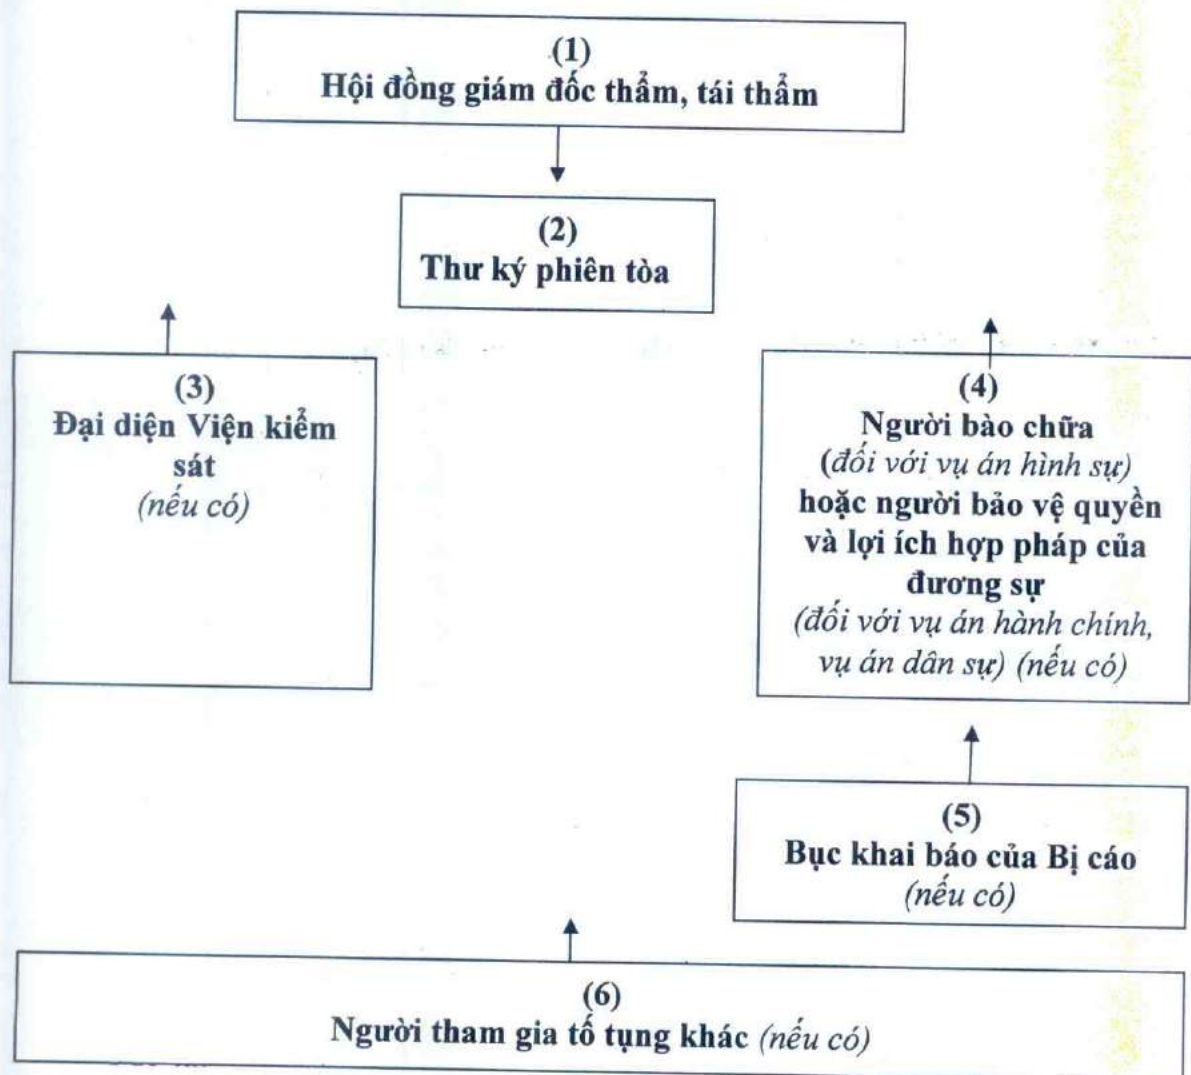 (1)
Hội đồng giám đốc thẩm, tái thẩm
(2)
Thư ký phiên tòa
(3)
Đại diện Viện kiểm
sát
(nếu có)
(4)
Người bào chữa
(đối với vụ án hình sự)
hoặc người bảo vệ quyền
và lợi ích hợp pháp của
đương sự
(đối với vụ án hành chính,
vụ án dân sự) (nếu có)
(5)
Bục khai báo của Bị cáo
(nếu có)
(6)
Người tham gia tố tụng khác (nếu có)